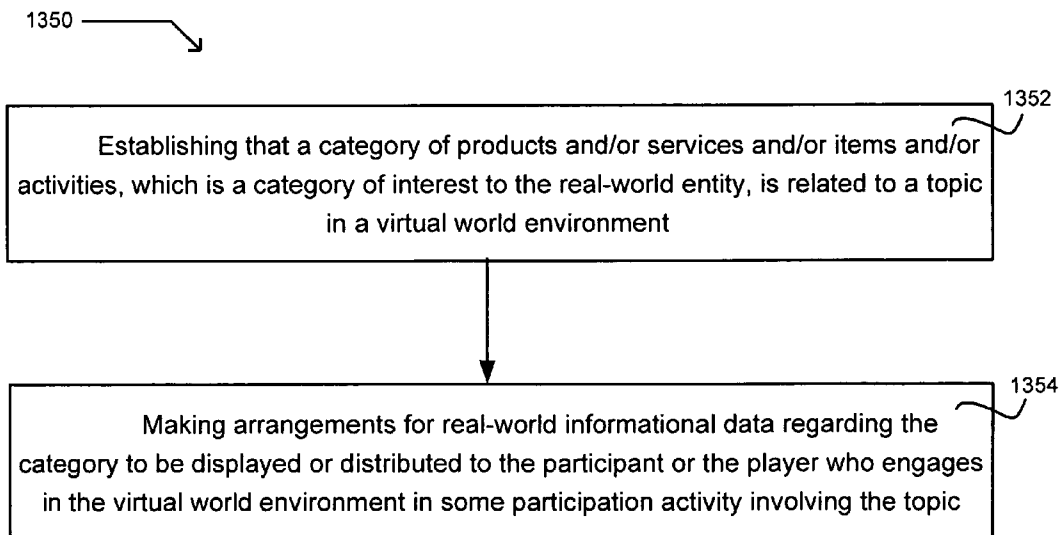 1350
1352
Establishing that a category of products and/or services and/or items and/or
activities, which is a category of interest to the real-world entity, is related to a topic
in a virtual world environment
1354
Making arrangements for real-world informational data regarding the
category to be displayed or distributed to the participant or the player who engages
in the virtual world environment in some participation activity involving the topic